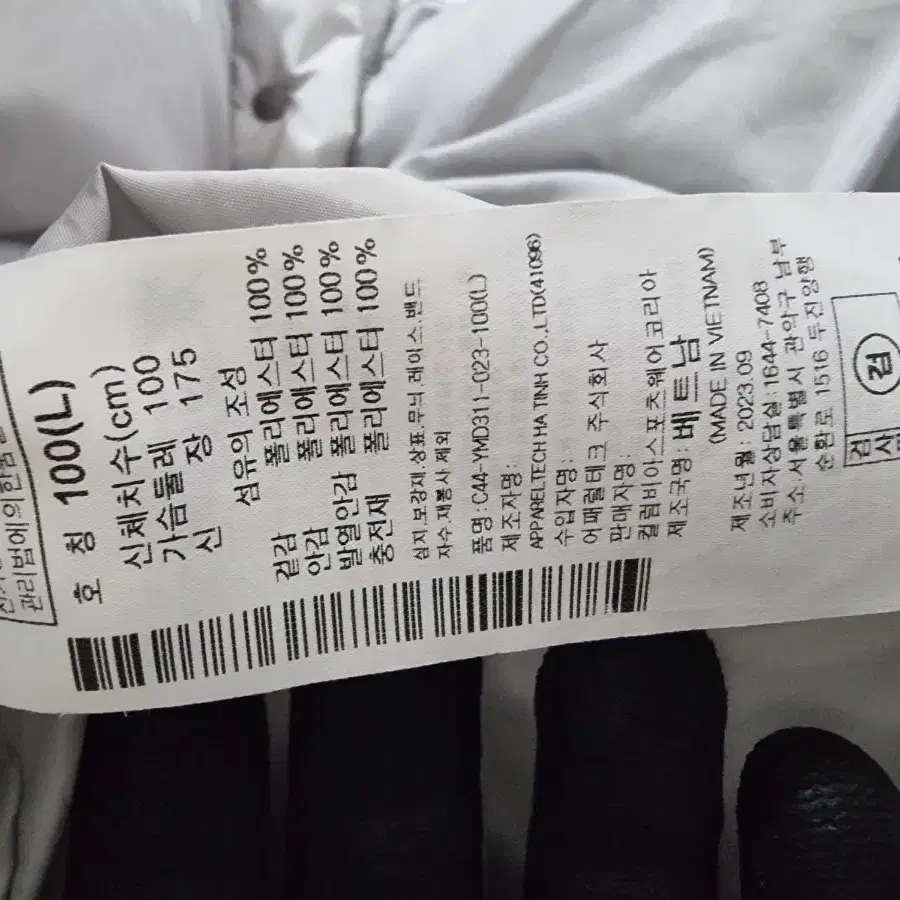 관리법에의한품
호 칭 100(L)
신체치수(cm)
가슴둘레 100
신 장 175
섬유의 조성
겉감 폴리에스터 100%
안감 폴리에스터 100%
발열안감 폴리에스터 100%
충전재 폴리에스터 100%
심지.보강재.상표.무늬.레이스.밴드
자수.재봉사 제외
품명 : C44-YMD311-023-100(L)
제조자명 :
APPARELTECH HA TINH CO.,LTD(41096)
수입자명 :
어패럴테크 주식회사
판매자명 :
컬럼비아스포츠웨어코리아
제조국명 : 베트남
(MADE IN VIETNAM)
제조년월 : 2023.09
소비자상담실:1644-7408
주소:서울특별시 관악구 남부
순환로 1516 두진양행
검사
검